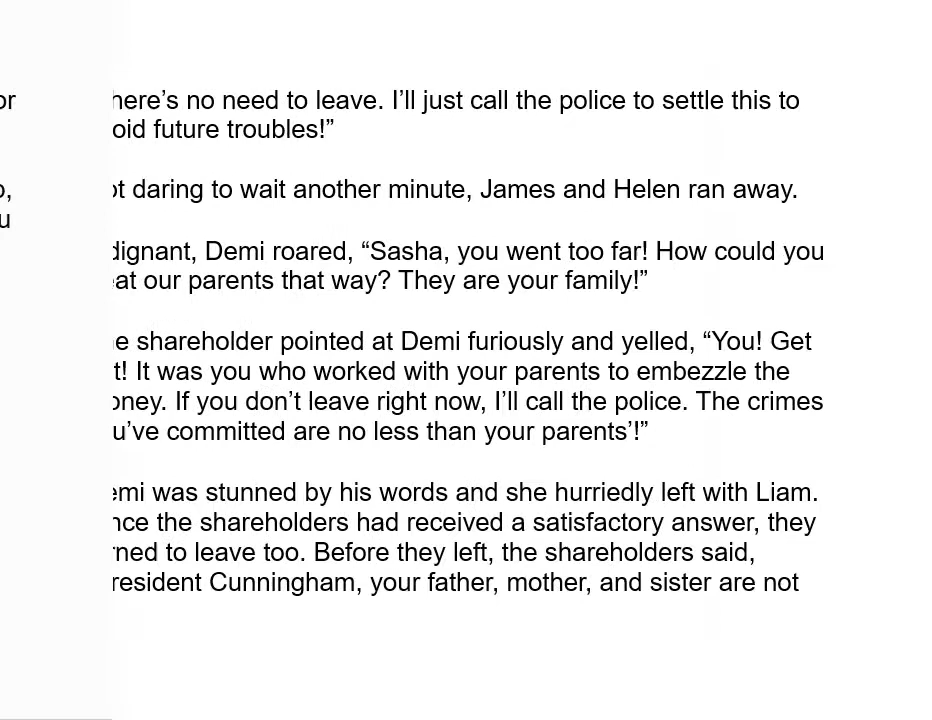 or
o,
u
here’s no need to leave. I’ll just call the police to settle this to
oid future troubles!”
ot daring to wait another minute, James and Helen ran away.
dignant, Demi roared, “Sasha, you went too far! How could you
eat our parents that way? They are your family!”
e shareholder pointed at Demi furiously and yelled, “You! Get
t! It was you who worked with your parents to embezzle the
oney. If you don’t leave right now, I’ll call the police. The crimes
u’ve committed are no less than your parents’!”
emi was stunned by his words and she hurriedly left with Liam.
nce the shareholders had received a satisfactory answer, they
rned to leave too. Before they left, the shareholders said,
resident Cunningham, your father, mother, and sister are not